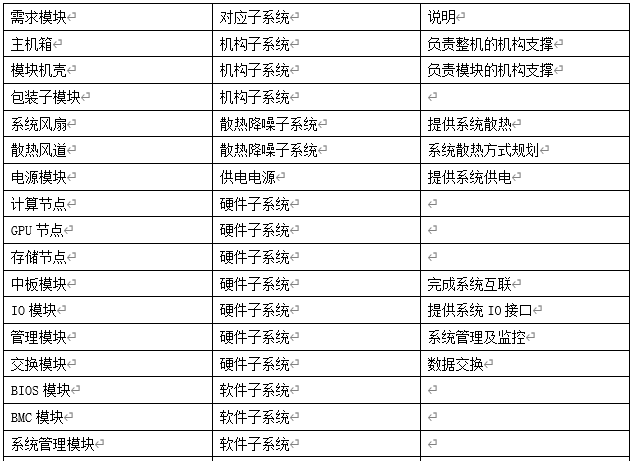 需求模块 对应子系统 说明
主机箱 机构子系统 负责整机的机构支撑
模块机壳 机构子系统 负责模块的机构支撑
包装子模块 机构子系统
系统风扇 散热降噪子系统 提供系统散热
散热风道 散热降噪子系统 系统散热方式规划
电源模块 供电电源 提供系统供电
计算节点 硬件子系统
GPU 节点 硬件子系统
存储节点 硬件子系统
中板模块 硬件子系统 完成系统互联
IO 模块 硬件子系统 提供系统 IO 接口
管理模块 硬件子系统 系统管理及监控
交换模块 硬件子系统 数据交换
BIOS 模块 软件子系统
BMC 模块 软件子系统
系统管理模块 软件子系统